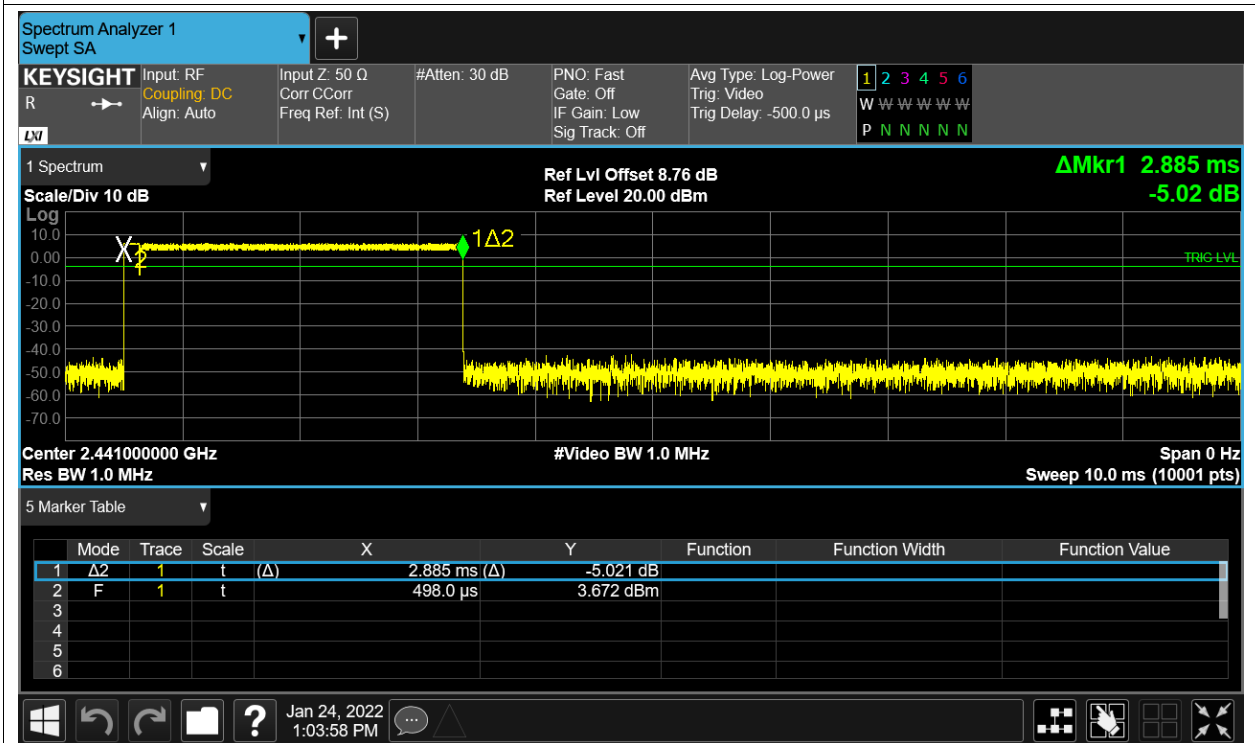 Spectrum Analyzer 1
Swept SA
KEYSIGHT
R
LXI
Input: RF
Coupling: DC
Align: Auto
Input Z: 50 Ω
Corr CCorr
Freq Ref: Int (S)
#Atten: 30 dB
PNO: Fast
Gate: Off
IF Gain: Low
Sig Track: Off
Avg Type: Log-Power
Trig: Video
Trig Delay: -500.0 µs
1 2 3 4 5 6
W W W W W W
P N N N N N
1 Spectrum
Scale/Div 10 dB
Ref Lvl Offset 8.76 dB
Ref Level 20.00 dBm
ΔMkr1 2.885 ms
-5.02 dB
Log
10.0
0.00
-10.0
-20.0
-30.0
-40.0
-50.0
-60.0
-70.0
X
2
1Δ2
TRIG LVL
Center 2.441000000 GHz
Res BW 1.0 MHz
#Video BW 1.0 MHz
Span 0 Hz
Sweep 10.0 ms (10001 pts)
5 Marker Table
Mode Trace Scale X Y Function Function Width Function Value
1 Δ2 1 t (Δ) 2.885 ms (Δ) -5.021 dB
2 F 1 t 498.0 µs 3.672 dBm
3
4
5
6
?
Jan 24, 2022
1:03:58 PM